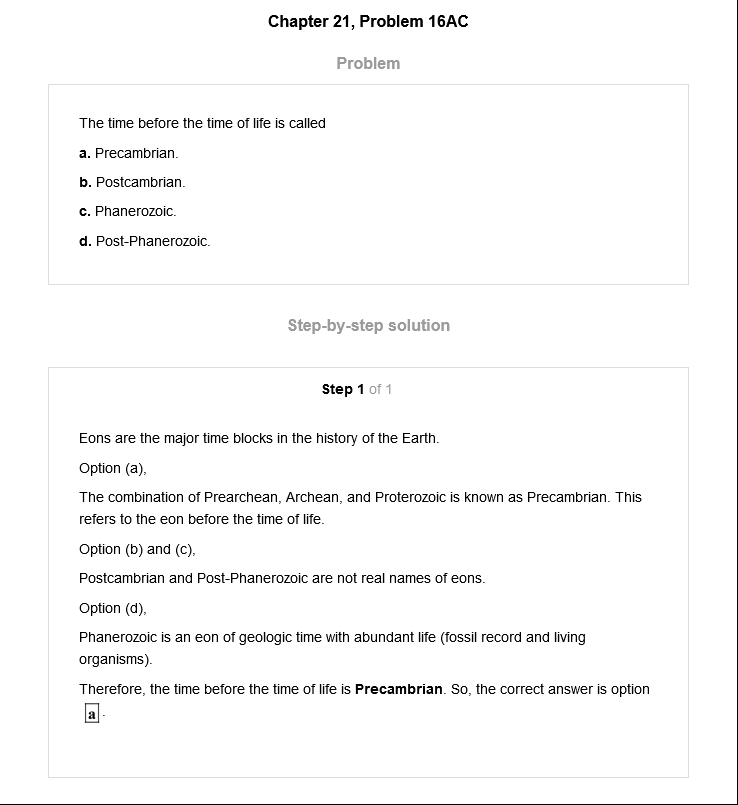 Chapter 21, Problem 16AC
Problem
The time before the time of life is called
a. Precambrian.
b. Postcambrian.
c. Phanerozoic.
d. Post-Phanerozoic.
Step-by-step solution
Step 1 of 1
Eons are the major time blocks in the history of the Earth.
Option (a),
The combination of Prearchean, Archean, and Proterozoic is known as Precambrian. This
refers to the eon before the time of life.
Option (b) and (c),
Postcambrian and Post-Phanerozoic are not real names of eons.
Option (d),
Phanerozoic is an eon of geologic time with abundant life (fossil record and living
organisms).
Therefore, the time before the time of life is Precambrian. So, the correct answer is option
a.